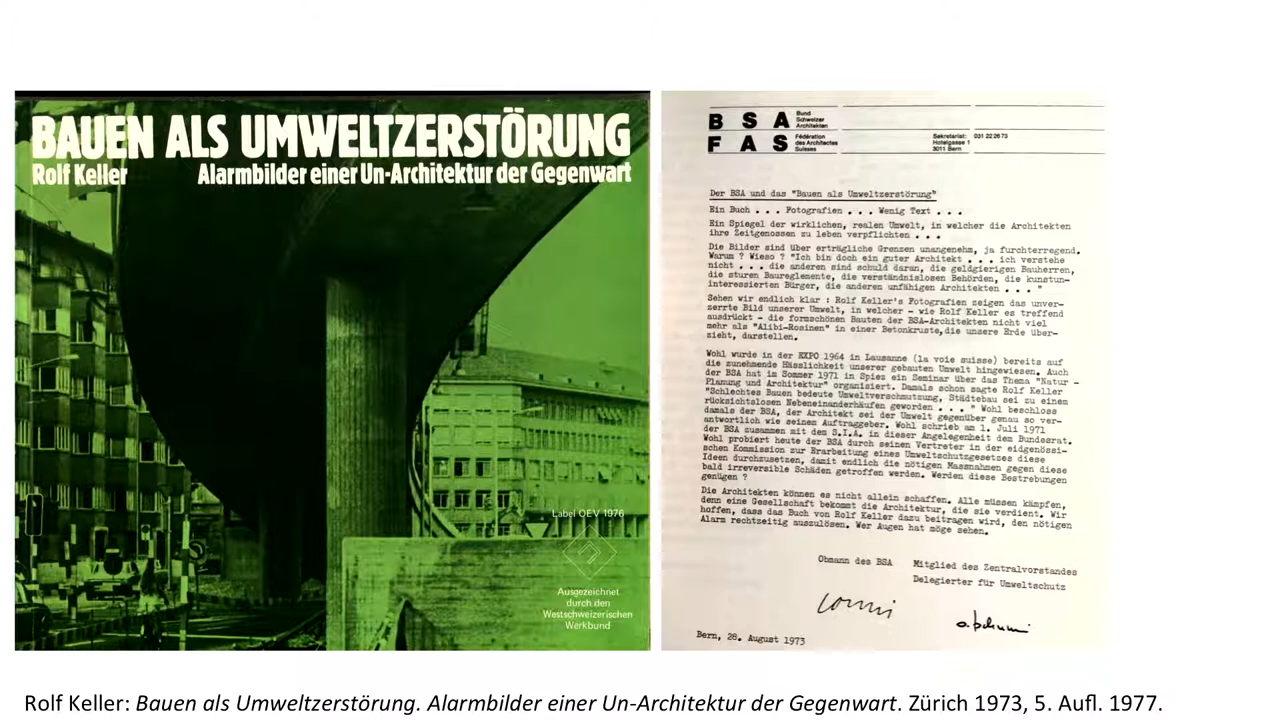 BAUEN ALS UMWELTZERSTÖRUNG
Rolf Keller Alarmbilder einer Un-Architektur der Gegenwart
Label OEV 1976
Ausgezeichnet
durch den
Westschweizerischen
Werkbund
B S A Bund
Schweizer
Architekten
F A S Fédération
des Architectes
Suisses
Sekretariat: 031 22 26 73
Hotelgasse 1
3011 Bern
Der BSA und das "Bauen als Umweltzerstörung"
Ein Buch . . . Fotografien . . . Wenig Text . . .
Ein Spiegel der wirklichen, realen Umwelt, in welcher die Architekten
ihre Zeitgenossen zu leben verpflichten . . .
Die Bilder sind über erträgliche Grenzen unangenehm, ja furchterregend.
Warum ? Wieso ? "Ich bin doch ein guter Architekt . . . ich verstehe
nicht . . . die anderen sind schuld daran, die geldgierigen Bauherren,
die sturen Baureglemente, die verständnislosen Behörden, die kunstun-
interessierten Bürger, die anderen unfähigen Architekten . . . "
Sehen wir endlich klar : Rolf Keller's Fotografien zeigen das unver-
zerrte Bild unserer Umwelt, in welcher - wie Rolf Keller es treffend
ausdrückt - die formschönen Bauten der BSA-Architekten nicht viel
mehr als "Alibi-Rosinen" in einer Betonkruste, die unsere Erde über-
zieht, darstellen.
Wohl wurde in der EXPO 1964 in Lausanne (la voie suisse) bereits auf
die zunehmende Hässlichkeit unserer gebauten Umwelt hingewiesen. Auch
der BSA hat im Sommer 1971 in Spiez ein Seminar über das Thema "Natur -
Planung und Architektur" organisiert. Damals schon sagte Rolf Keller
"Schlechtes Bauen bedeute Umweltverschmutzung, Städtebau sei zu einem
rücksichtslosen Nebeneinanderhäufen geworden . . . " Wohl beschloss
damals der BSA, der Architekt sei der Umwelt gegenüber genau so ver-
antwortlich wie seinem Auftraggeber. Wohl schrieb am 1. Juli 1971
der BSA zusammen mit dem S.I.A. in dieser Angelegenheit dem Bundesrat.
Wohl probiert heute der BSA durch seinen Vertreter in der eidgenössi-
schen Kommission zur Erarbeitung eines Umweltschutzgesetzes diese
Ideen durchzusetzen, damit endlich die nötigen Massnahmen gegen diese
bald irreversible Schäden getroffen werden. Werden diese Bestrebungen
genügen ?
Die Architekten können es nicht allein schaffen. Alle müssen kämpfen,
denn eine Gesellschaft bekommt die Architektur, die sie verdient. Wir
hoffen, dass das Buch von Rolf Keller dazu beitragen wird, den nötigen
Alarm rechtzeitig auszulösen. Wer Augen hat möge sehen.
Obmann des BSA Mitglied des Zentralvorstandes
Delegierter für Umweltschutz
Bern, 28. August 1973
Rolf Keller: Bauen als Umweltzerstörung. Alarmbilder einer Un-Architektur der Gegenwart. Zürich 1973, 5. Aufl. 1977.